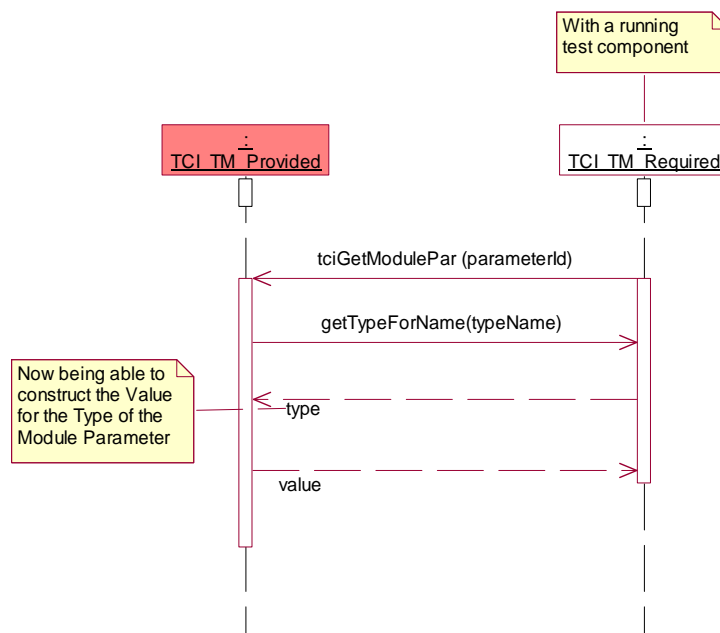 With a running
test component
:
TCI_TM_Provided
:
TCI_TM_Required
tciGetModulePar (parameterId)
getTypeForName(typeName)
Now being able to
construct the Value
for the Type of the
Module Parameter
type
value